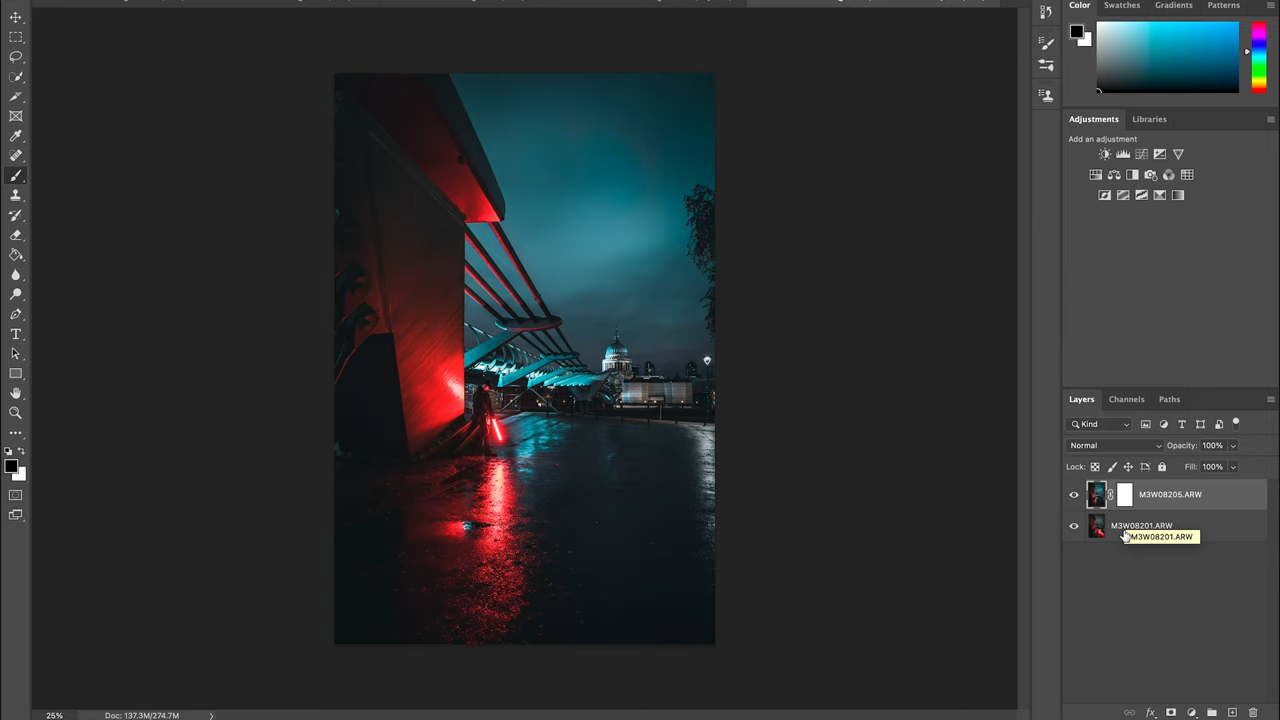 Color Swatches Gradients Patterns
Adjustments Libraries
Add an adjustment
Layers Channels Paths
Kind
Normal Opacity: 100%
Lock: Fill: 100%
M3W08205.ARW
M3W08201.ARW
M3W08201.ARW
25% Doc: 137.3M/274.7M